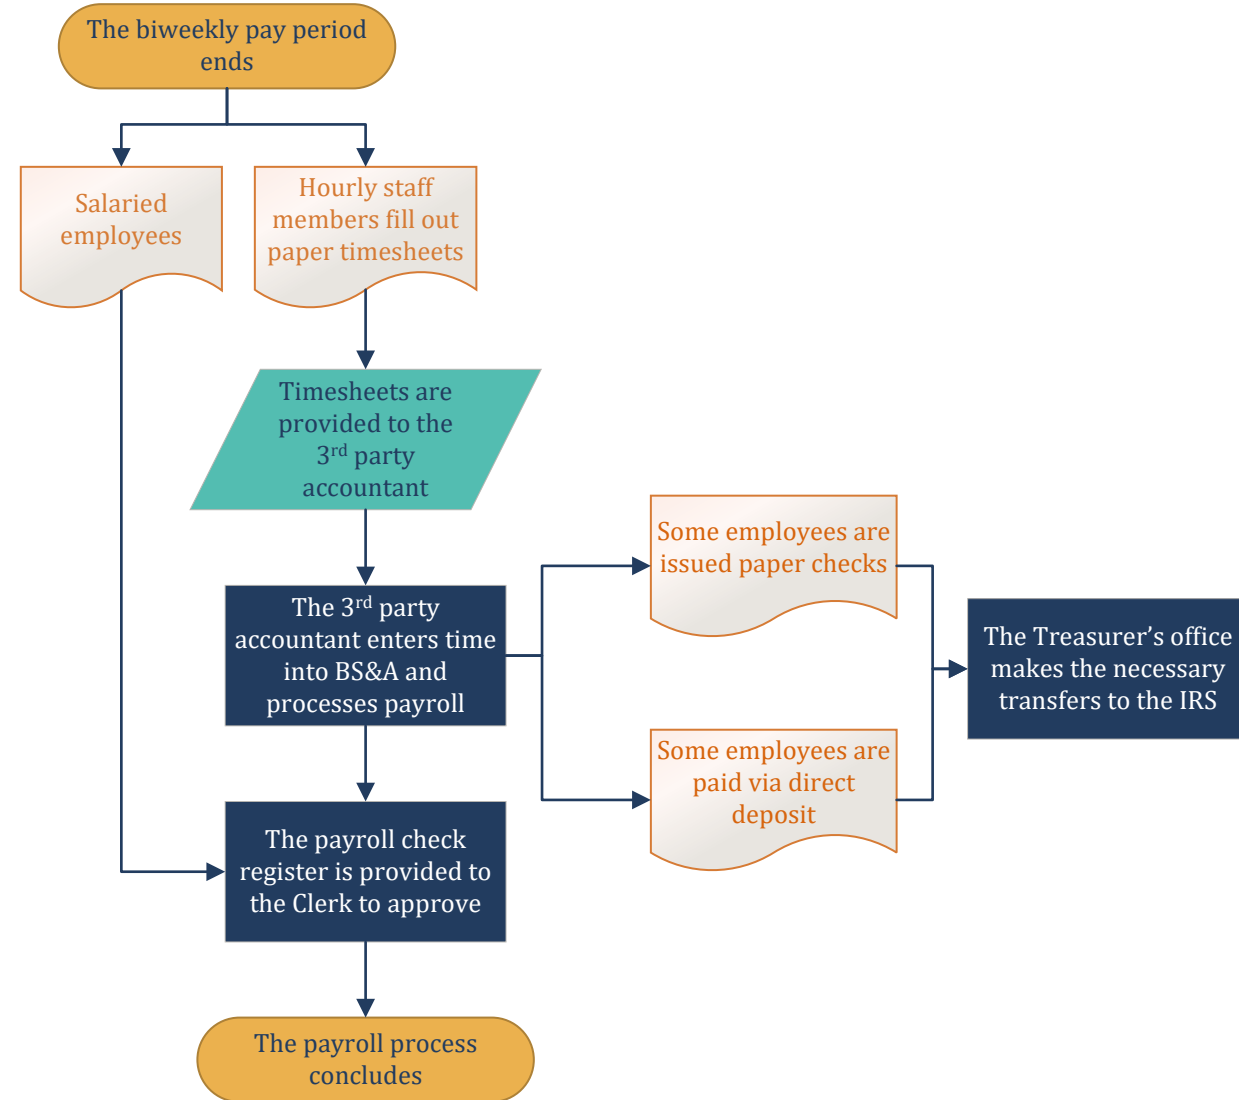 The biweekly pay period
ends
Salaried
employees
Hourly staff
members fill out
paper timesheets
Timesheets are
provided to the
3rd party
accountant
The 3rd party
accountant enters time
into BS&A and
processes payroll
Some employees are
issued paper checks
Some employees are
paid via direct
deposit
The Treasurer’s office
makes the necessary
transfers to the IRS
The payroll check
register is provided to
the Clerk to approve
The payroll process
concludes